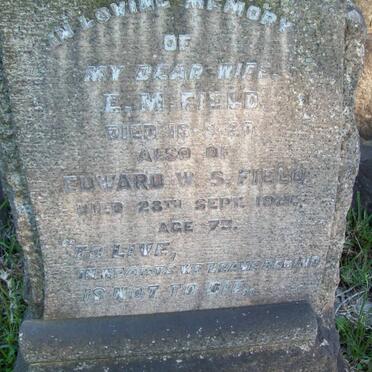 IN LOVING MEMORY
OF
MY DEAR WIFE
E. M. FIELD
DIED
ALSO OF
EDWARD W. S. FIELD
DIED 28TH SEPT.
AGE 75.
"TO LIVE,
IN HEARTS WE LEAVE BEHIND
IS NOT TO DIE.